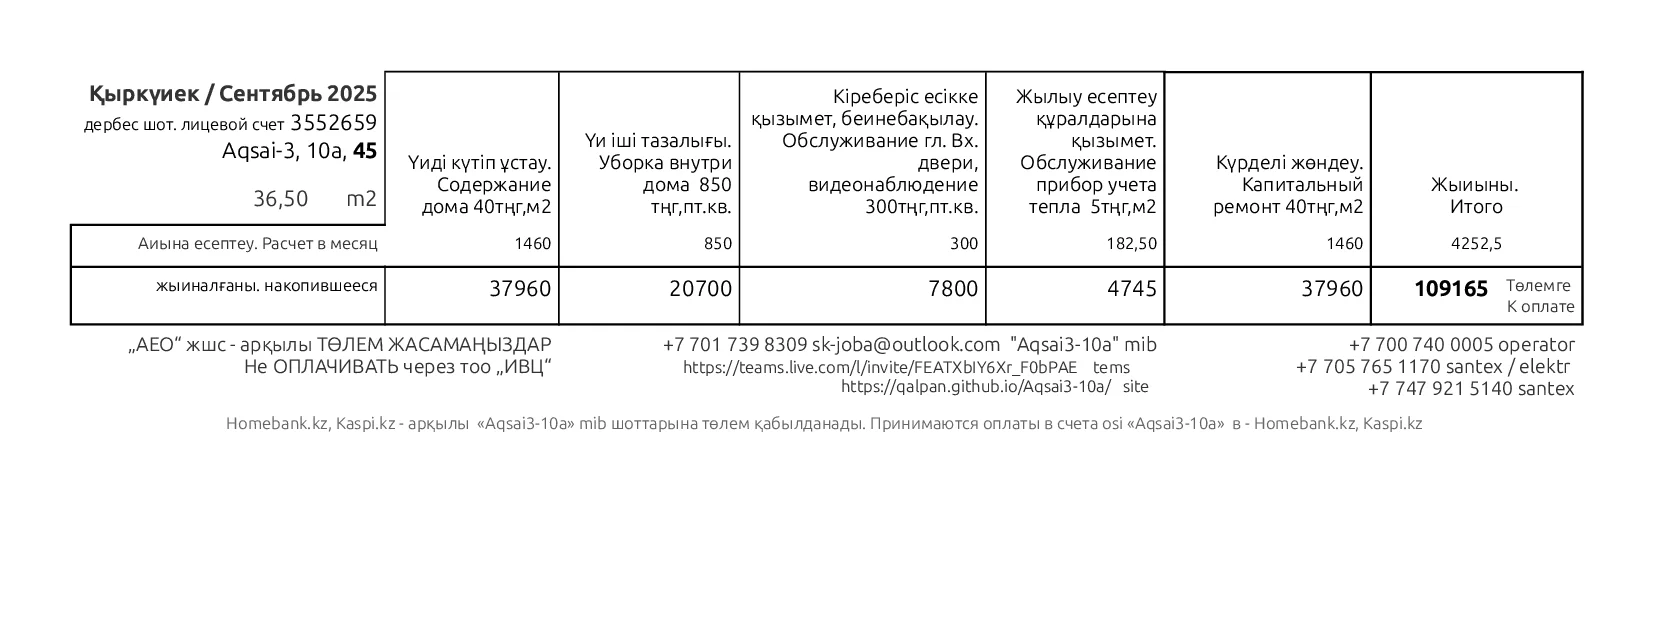 Қыркүиек / Сентябрь 2025
дербес шот. лицевой счет 3552659
Aqsai-3, 10a, 45
36,50 m2
Үиді күтіп ұстау.
Содержание
дома 40тңг,м2
Үи іші тазалығы.
Уборка внутри
дома 850
тңг,пт.кв.
Кіреберіс есікке
қызымет, беинебақылау.
Обслуживание гл. Вх.
двери,
видеонаблюдение
300тңг,пт.кв.
Жылыу есептеу
құралдарына
қызымет.
Обслуживание
прибор учета
тепла 5тңг,м2
Күрделі жөндеу.
Капитальный
ремонт 40тңг,м2
Жыиыны.
Итого
Аиына есептеу. Расчет в месяц 1460 850 300 182,50 1460 4252,5
жыиналғаны. накопившееся 37960 20700 7800 4745 37960 109165 Төлемге
К оплате
„АЕО“ жшс - арқылы ТӨЛЕМ ЖАСАМАҢЫЗДАР
Не ОПЛАЧИВАТЬ через тоо „ИВЦ“
+7 701 739 8309 sk-joba@outlook.com "Aqsai3-10a" mib
https://teams.live.com/l/invite/FEATXbIY6Xr_F0bPAE tems
https://qalpan.github.io/Aqsai3-10a/ site
+7 700 740 0005 operator
+7 705 765 1170 santex / elektr
+7 747 921 5140 santex
Homebank.kz, Kaspi.kz - арқылы «Aqsai3-10a» mib шоттарына төлем қабылданады. Принимаются оплаты в счета osi «Aqsai3-10a» в - Homebank.kz, Kaspi.kz